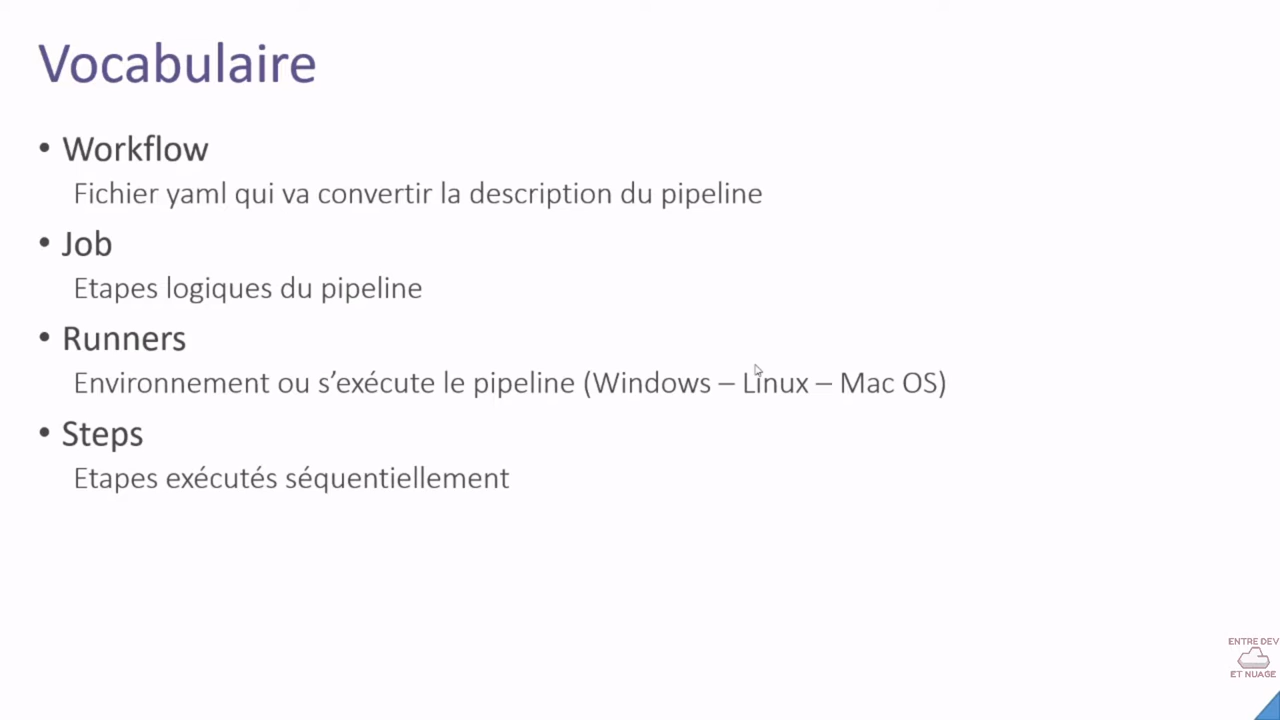 Vocabulaire
• Workflow
Fichier yaml qui va convertir la description du pipeline
• Job
Etapes logiques du pipeline
• Runners
Environnement ou s’exécute le pipeline (Windows – Linux – Mac OS)
• Steps
Etapes exécutés séquentiellement
ENTRE DEV
ET NUAGE